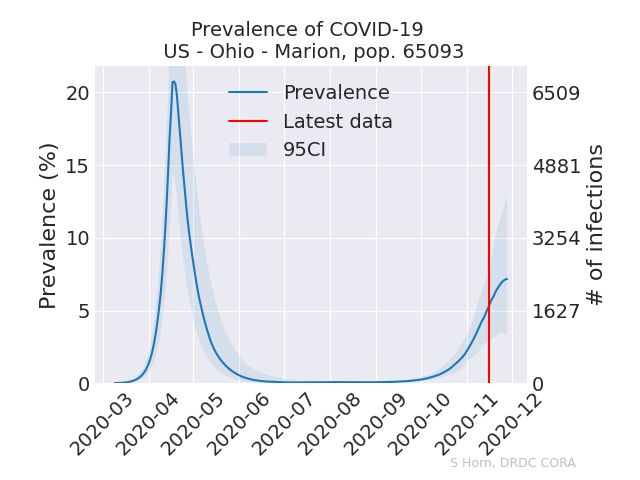 Prevalence of COVID-19
US - Ohio - Marion, pop. 65093
Prevalence
Latest data
95CI
Prevalence (%)
20
15
10
5
0
6509
4881
3254
1627
0
# of infections
2020-03
2020-04
2020-05
2020-06
2020-07
2020-08
2020-09
2020-10
2020-11
2020-12
S Horn, DRDC CORA